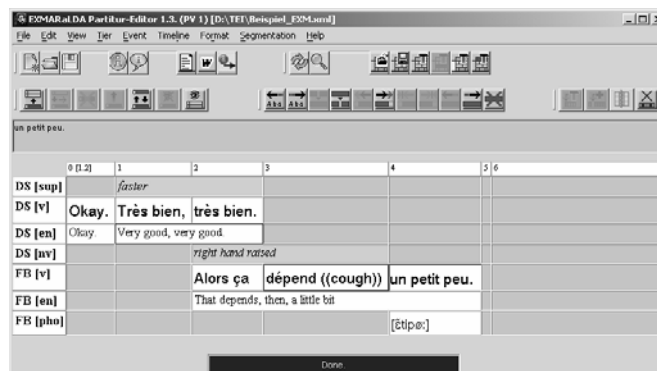 EXMARaLDA Partitur-Editor 1.3. (PV 1) [D:\TET\Beispiel_EXM.xml]
File Edit View Tier Event Timeline Format Segmentation Help
un petit peu.
0 [1.2] 1 2 3 4 5 6
DS [sup] faster
DS [v] Okay. Très bien, très bien.
DS [en] Okay. Very good, very good
DS [nv] right hand raised
FB [v] Alors ça dépend ((cough)) un petit peu.
FB [en] That depends, then, a little bit
FB [pho] [ɛ̃tipø:]
Done.